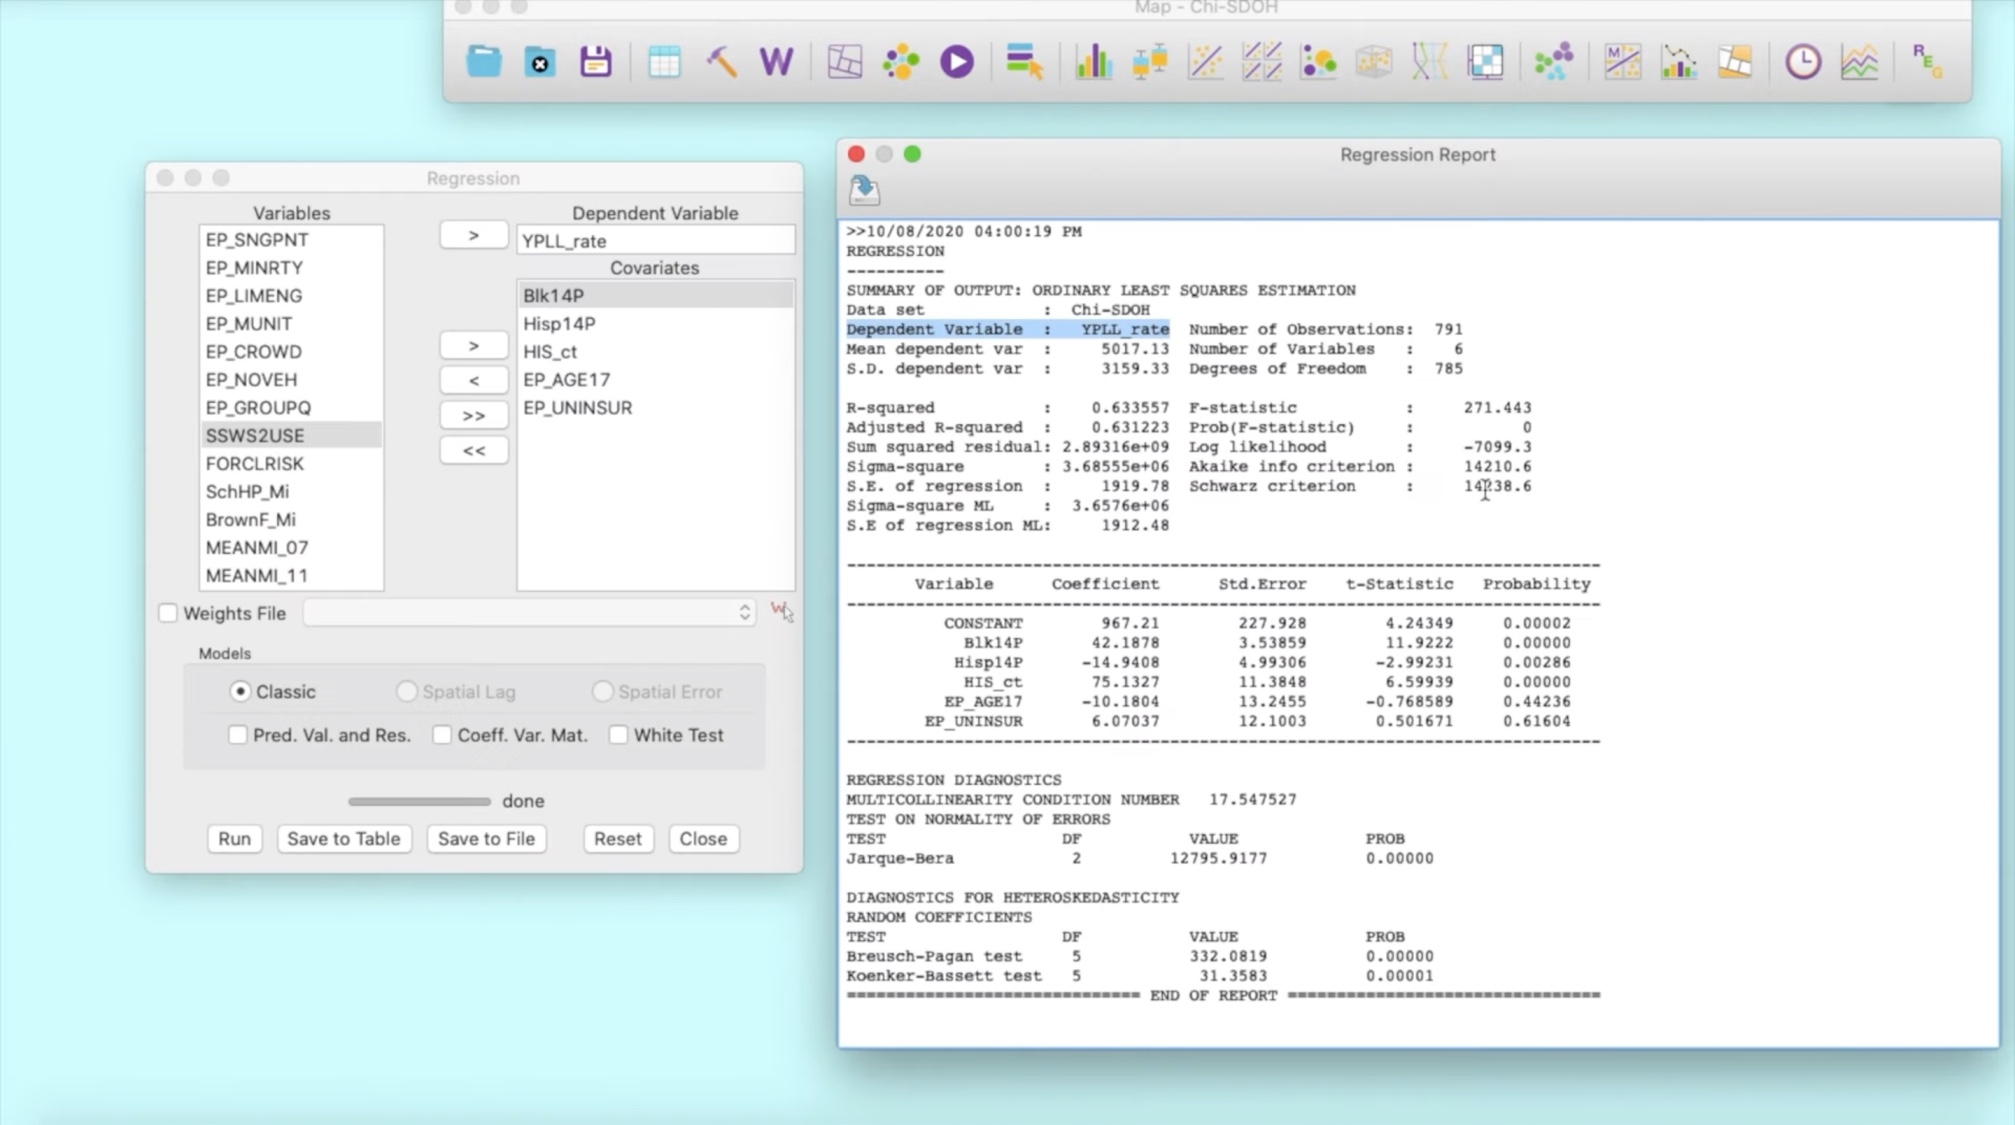 Map - Chi-SDOH
W
M
R
E
G
Regression
Variables
EP_SNGPNT
EP_MINRTY
EP_LIMENG
EP_MUNIT
EP_CROWD
EP_NOVEH
EP_GROUPQ
SSWS2USE
FORCLRISK
SchHP_Mi
BrownF_Mi
MEANMI_07
MEANMI_11
>
>
<
>>
<<
Dependent Variable
YPLL_rate
Covariates
Blk14P
Hisp14P
HIS_ct
EP_AGE17
EP_UNINSUR
Weights File
W
Models
Classic Spatial Lag Spatial Error
Pred. Val. and Res. Coeff. Var. Mat. White Test
done
Run Save to Table Save to File Reset Close
Regression Report
>>10/08/2020 04:00:19 PM
REGRESSION
----------
SUMMARY OF OUTPUT: ORDINARY LEAST SQUARES ESTIMATION
Data set : Chi-SDOH
Dependent Variable : YPLL_rate Number of Observations: 791
Mean dependent var : 5017.13 Number of Variables : 6
S.D. dependent var : 3159.33 Degrees of Freedom : 785
R-squared : 0.633557 F-statistic : 271.443
Adjusted R-squared : 0.631223 Prob(F-statistic) : 0
Sum squared residual: 2.89316e+09 Log likelihood : -7099.3
Sigma-square : 3.68555e+06 Akaike info criterion : 14210.6
S.E. of regression : 1919.78 Schwarz criterion : 14238.6
Sigma-square ML : 3.6576e+06
S.E of regression ML: 1912.48
Variable Coefficient Std.Error t-Statistic Probability
CONSTANT 967.21 227.928 4.24349 0.00002
Blk14P 42.1878 3.53859 11.9222 0.00000
Hisp14P -14.9408 4.99306 -2.99231 0.00286
HIS_ct 75.1327 11.3848 6.59939 0.00000
EP_AGE17 -10.1804 13.2455 -0.768589 0.44236
EP_UNINSUR 6.07037 12.1003 0.501671 0.61604
REGRESSION DIAGNOSTICS
MULTICOLLINEARITY CONDITION NUMBER 17.547527
TEST ON NORMALITY OF ERRORS
TEST DF VALUE PROB
Jarque-Bera 2 12795.9177 0.00000
DIAGNOSTICS FOR HETEROSKEDASTICITY
RANDOM COEFFICIENTS
TEST DF VALUE PROB
Breusch-Pagan test 5 332.0819 0.00000
Koenker-Bassett test 5 31.3583 0.00001
============================== END OF REPORT ================================